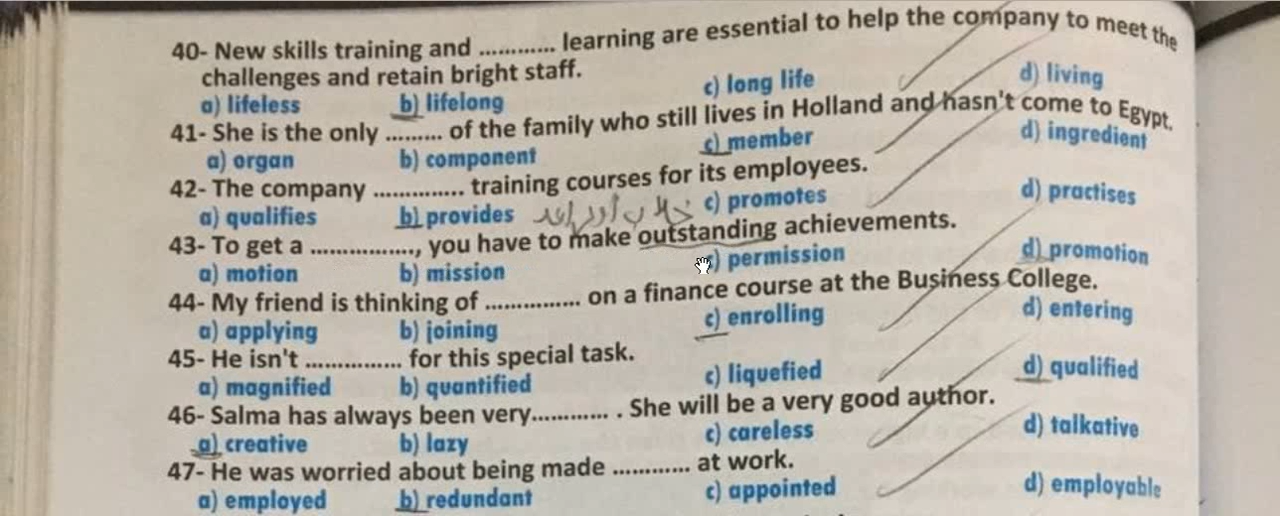 40- New skills training and ............ learning are essential to help the company to meet the
challenges and retain bright staff.
a) lifeless b) lifelong c) long life d) living
41- She is the only ......... of the family who still lives in Holland and hasn't come to Egypt.
a) organ b) component c) member d) ingredient
42- The company .............. training courses for its employees.
a) qualifies b) provides c) promotes d) practises
43- To get a ................, you have to make outstanding achievements.
a) motion b) mission c) permission d) promotion
44- My friend is thinking of ............... on a finance course at the Business College.
a) applying b) joining c) enrolling d) entering
45- He isn't ............... for this special task.
a) magnified b) quantified c) liquefied d) qualified
46- Salma has always been very............ . She will be a very good author.
a) creative b) lazy c) careless d) talkative
47- He was worried about being made ............ at work.
a) employed b) redundant c) appointed d) employable